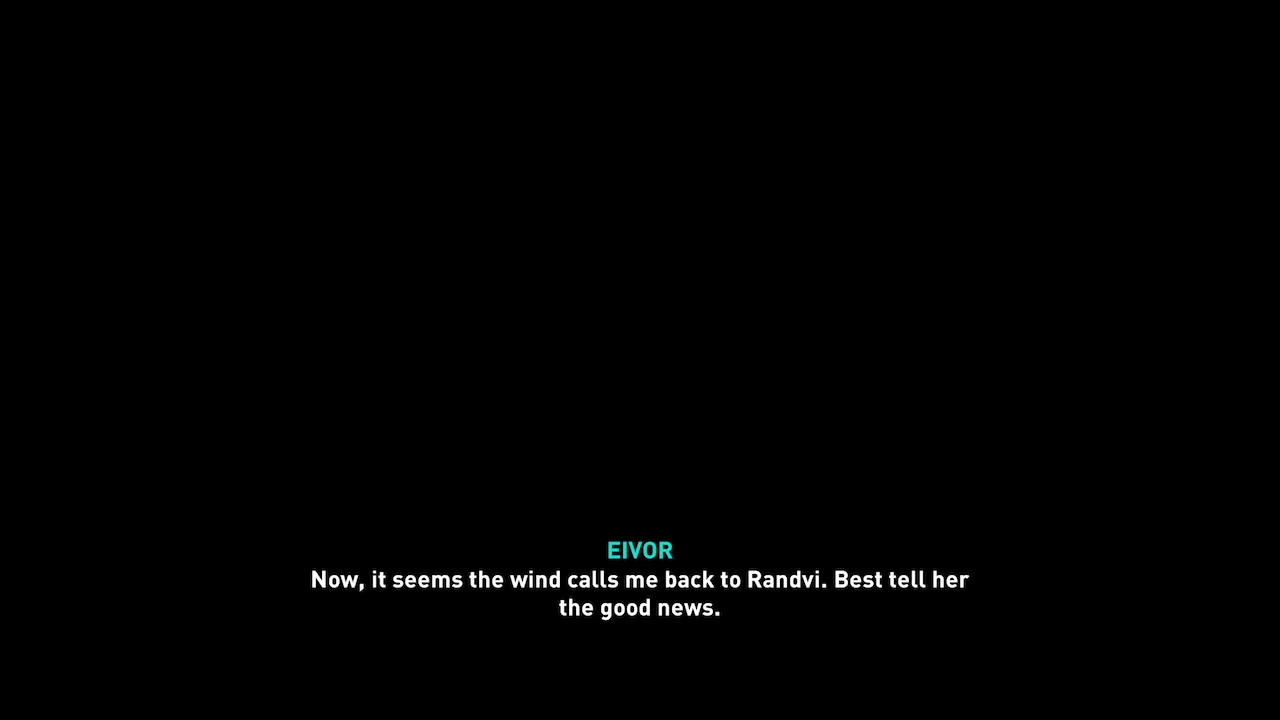 EIVOR
Now, it seems the wind calls me back to Randvi. Best tell her
the good news.